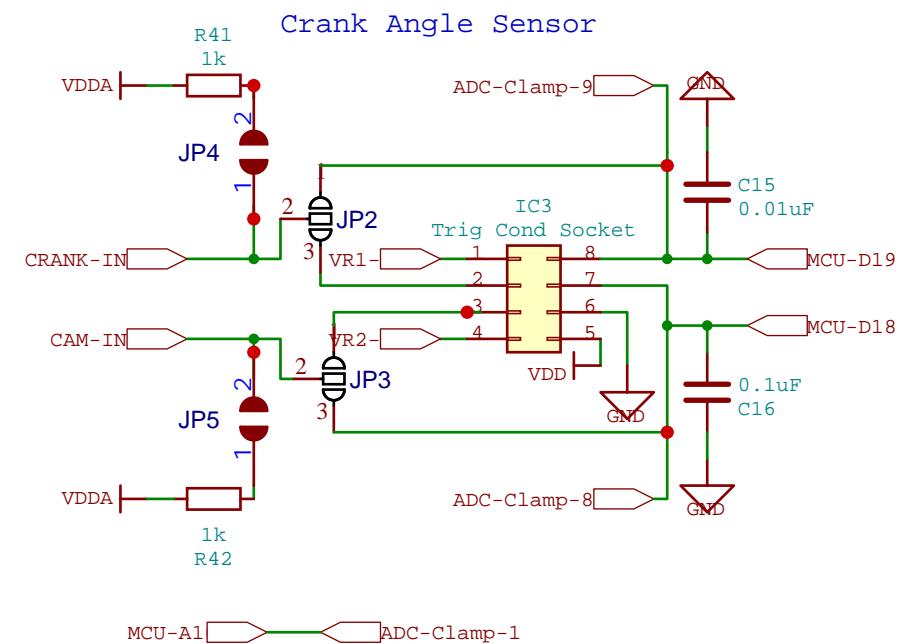 Crank Angle Sensor
R41
1k
VDDA
2
JP4
1
ADC-Clamp-9
GND
C15
0.01uF
1
2
JP2
3
IC3
Trig Cond Socket
CRANK-IN
VR1-
1
8
MCU-D19
2
7
3
6
CAM-IN
VR2-
4
5
MCU-D18
VDD
2
JP3
3
2
JP5
1
GND
0.1uF
C16
VDDA
ADC-Clamp-8
GND
1k
R42
MCU-A1
ADC-Clamp-1